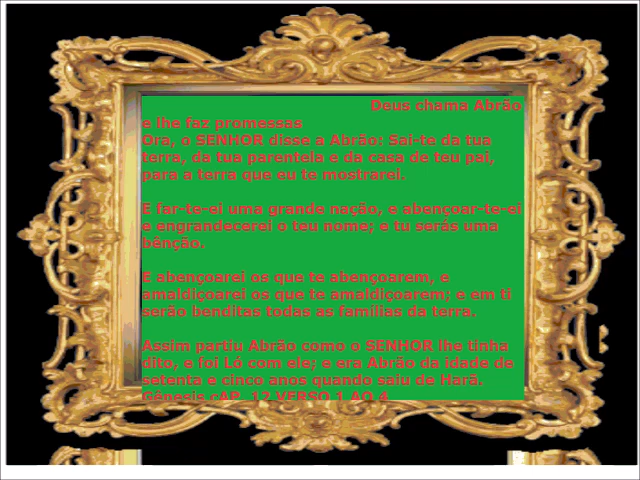 Deus chama Abrão
e lhe faz promessas
Ora, o SENHOR disse a Abrão: Sai-te da tua
terra, da tua parentela e da casa de teu pai,
para a terra que eu te mostrarei.
E far-te-ei uma grande nação, e abençoar-te-ei
e engrandecerei o teu nome; e tu serás uma
bênção.
E abençoarei os que te abençoarem, e
amaldiçoarei os que te amaldiçoarem; e em ti
serão benditas todas as famílias da terra.
Assim partiu Abrão como o SENHOR lhe tinha
dito, e foi Ló com ele; e era Abrão da idade de
setenta e cinco anos quando saiu de Harã.
Gênesis cAP. 12 VERSO 1 AO 4